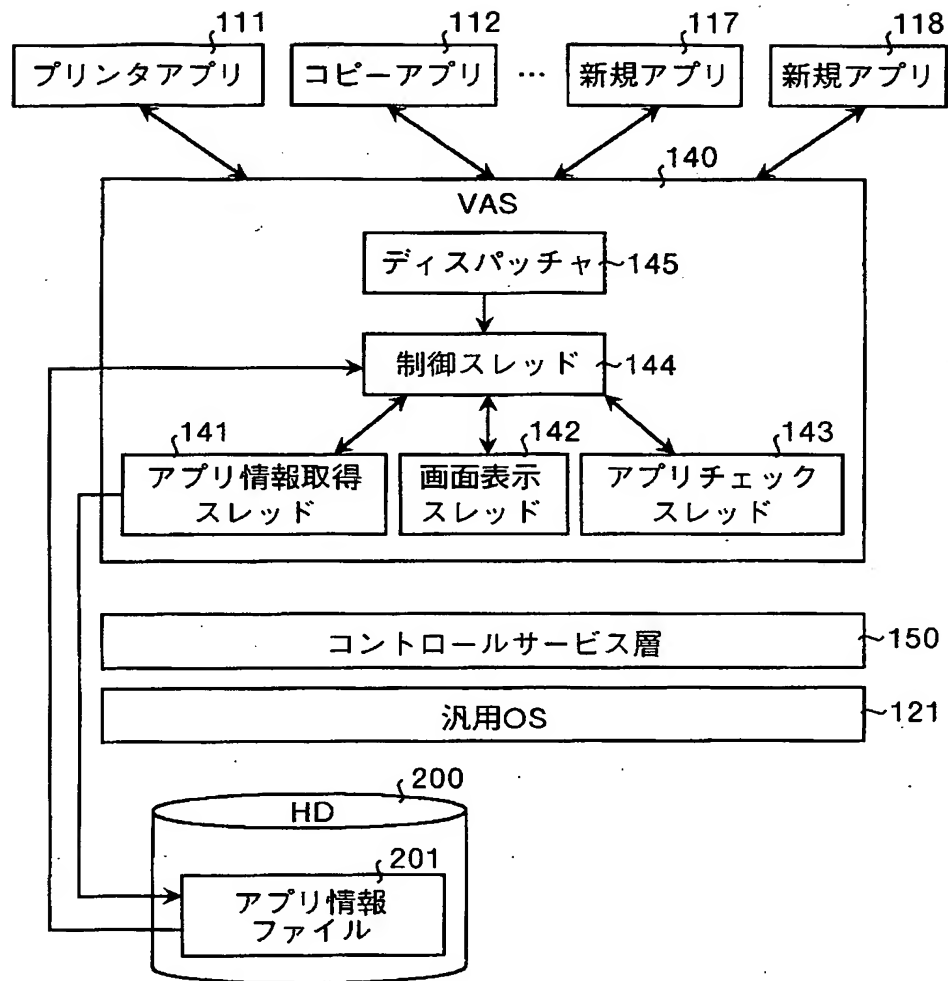 111
112
117
118
プリンタアプリ
コピーアプリ
…
新規アプリ
新規アプリ
140
VAS
ディスパッチャ
145
制御スレッド
144
141
142
143
アプリ情報取得
スレッド
画面表示
スレッド
アプリチェック
スレッド
コントロールサービス層
150
汎用OS
121
200
HD
201
アプリ情報
ファイル